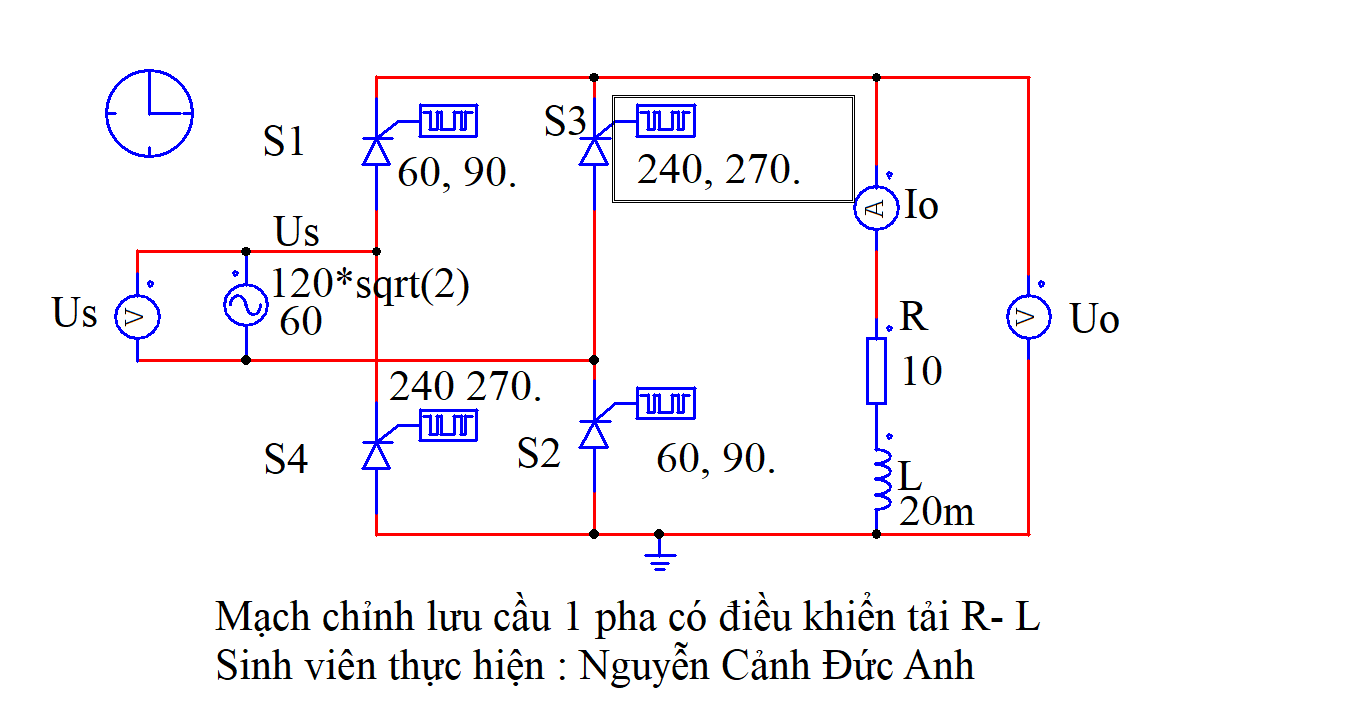 S1
60, 90.
S3
240, 270.
Io
Us
120*sqrt(2)
60
Us
V
A
V
Uo
R
10
240 270.
S4
S2
60, 90.
L
20m
Mạch chỉnh lưu cầu 1 pha có điều khiển tải R- L
Sinh viên thực hiện : Nguyễn Cảnh Đức Anh